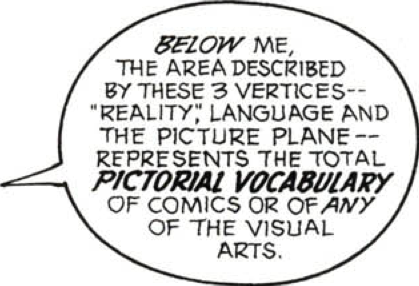 BELOW ME,
THE AREA DESCRIBED
BY THESE 3 VERTICES--
"REALITY," LANGUAGE AND
THE PICTURE PLANE--
REPRESENTS THE TOTAL
PICTORIAL VOCABULARY
OF COMICS OR OF ANY
OF THE VISUAL
ARTS.